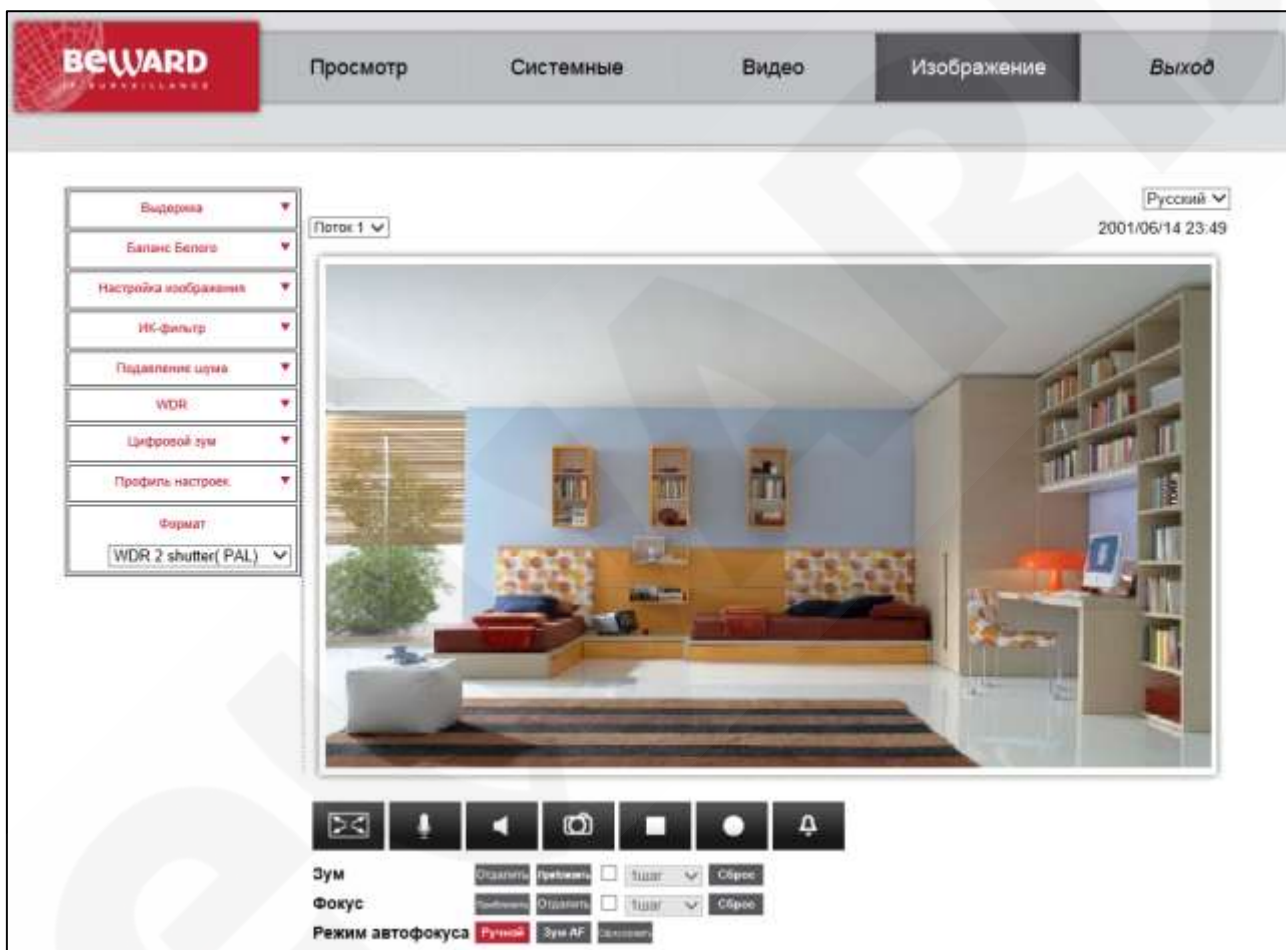 BEWARD
Просмотр Системные Видео Изображение Выход
Русский
2001/06/14 23:49
Поток 1
Выдержка
Баланс Белого
Настройка изображения
ИК-фильтр
Подавление шума
WDR
Цифровой зум
Профиль настроек
Формат
WDR 2 shutter( PAL)
Зум Отдалить Приблизить 1шаг Сброс
Фокус Приблизить Отдалить 1шаг Сброс
Режим автофокуса Ручной Зум AF